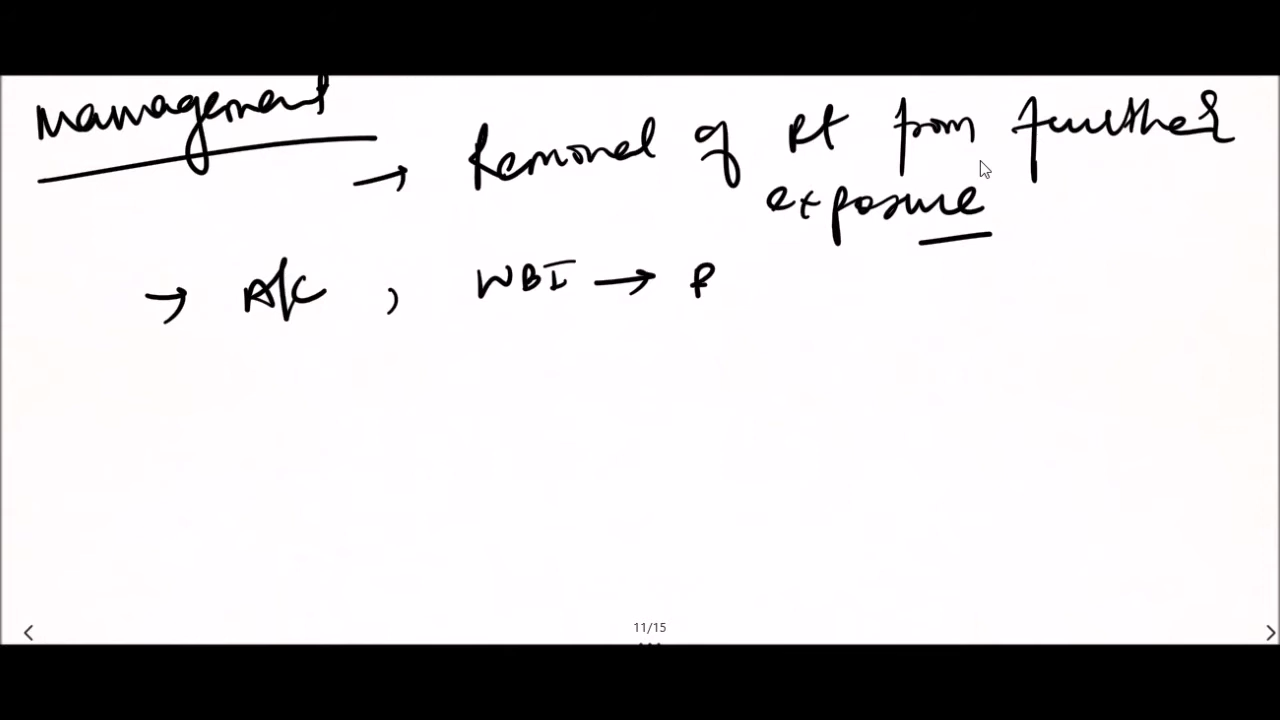 Management
→ Removal of Pt from further
exposure
→ A/C , WBI → P
11/15